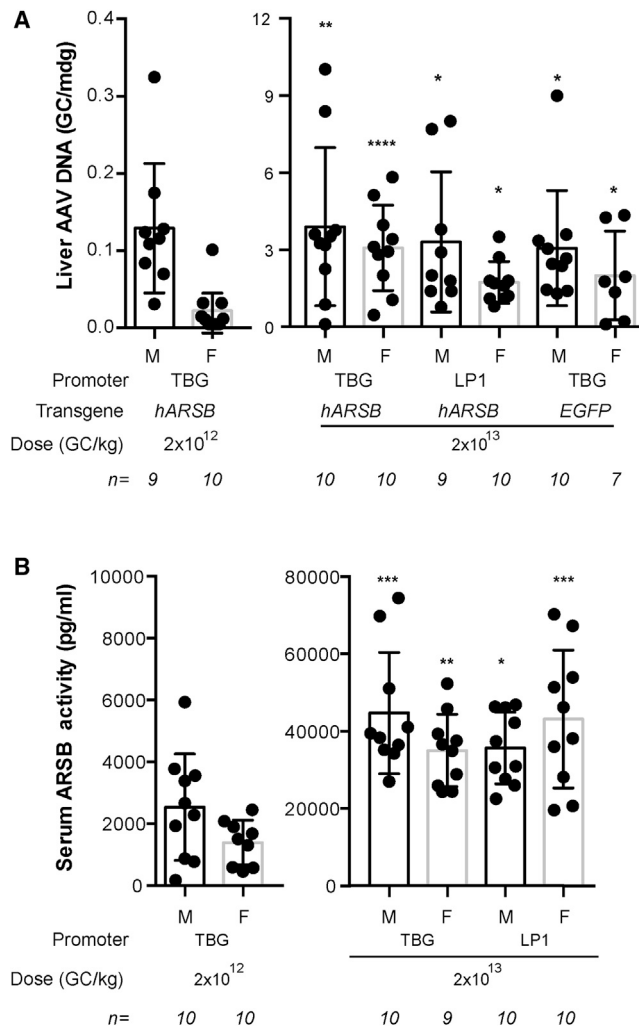 A
Liver AAV DNA (GC/mdg)
0.4
0.3
0.2
0.1
0.0
12
9
6
3
0
** **** * * * *
M F M F M F M F
Promoter TBG TBG LP1 TBG
Transgene hARSB hARSB hARSB EGFP
Dose (GC/kg) 2x10¹² 2x10¹³
n= 9 10 10 10 9 10 10 7
B
Serum ARSB activity (pg/ml)
10000
8000
6000
4000
2000
0
80000
60000
40000
20000
0
*** ** * ***
M F M F M F
Promoter TBG TBG LP1
Dose (GC/kg) 2x10¹² 2x10¹³
n= 10 10 10 9 10 10